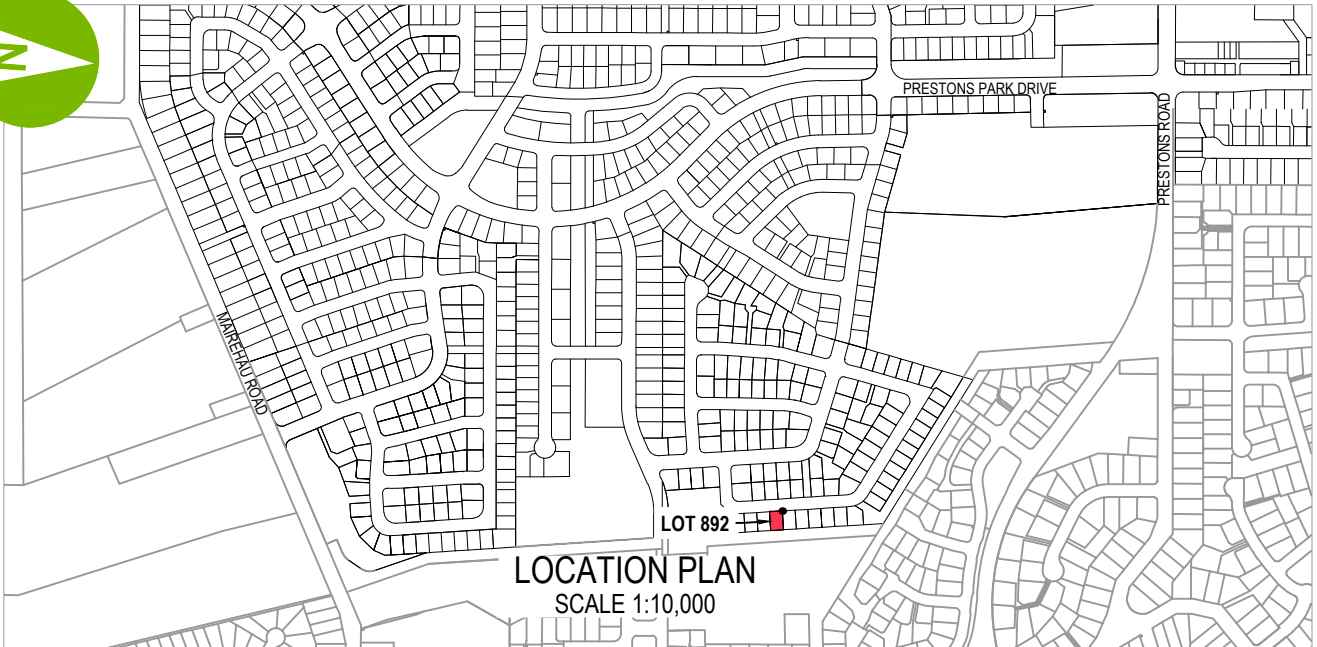 N
PRESTONS PARK DRIVE
PRESTONS ROAD
MAIREHAU ROAD
LOT 892
LOCATION PLAN
SCALE 1:10,000